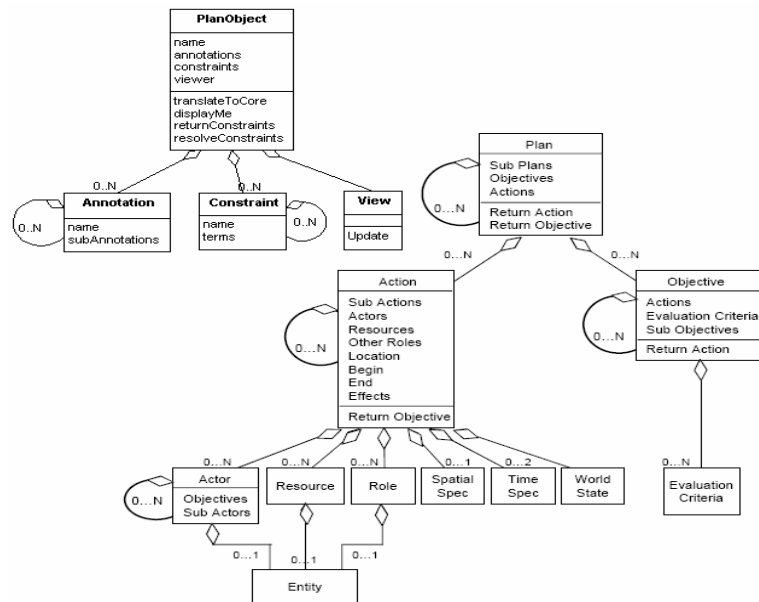 PlanObject
name
annotations
constraints
viewer
translateToCore
displayMe
returnConstraints
resolveConstraints
0..N
0..N
Annotation
name
subAnnotations
0..N
Constraint
name
terms
0..N
View
Update
Plan
Sub Plans
Objectives
Actions
Return Action
Return Objective
0...N
0...N
0...N
Action
Sub Actions
Actors
Resources
Other Roles
Location
Begin
End
Effects
Return Objective
0...N
Objective
Actions
Evaluation Criteria
Sub Objectives
Return Action
0...N
0...N
0...N
0...N
0...1
0...2
0...N
Actor
Objectives
Sub Actors
0...N
Resource
Role
Spatial
Spec
Time
Spec
World
State
Evaluation
Criteria
0...1
0...1
0...1
Entity